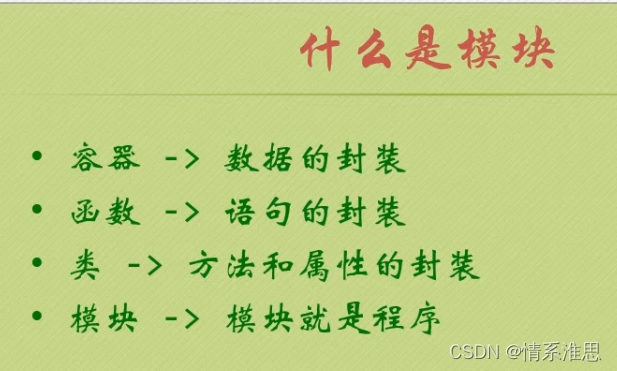 什么是模块
• 容器 -> 数据的封装
• 函数 -> 语句的封装
• 类 -> 方法和属性的封装
• 模块 -> 模块就是程序
CSDN @情系淮思